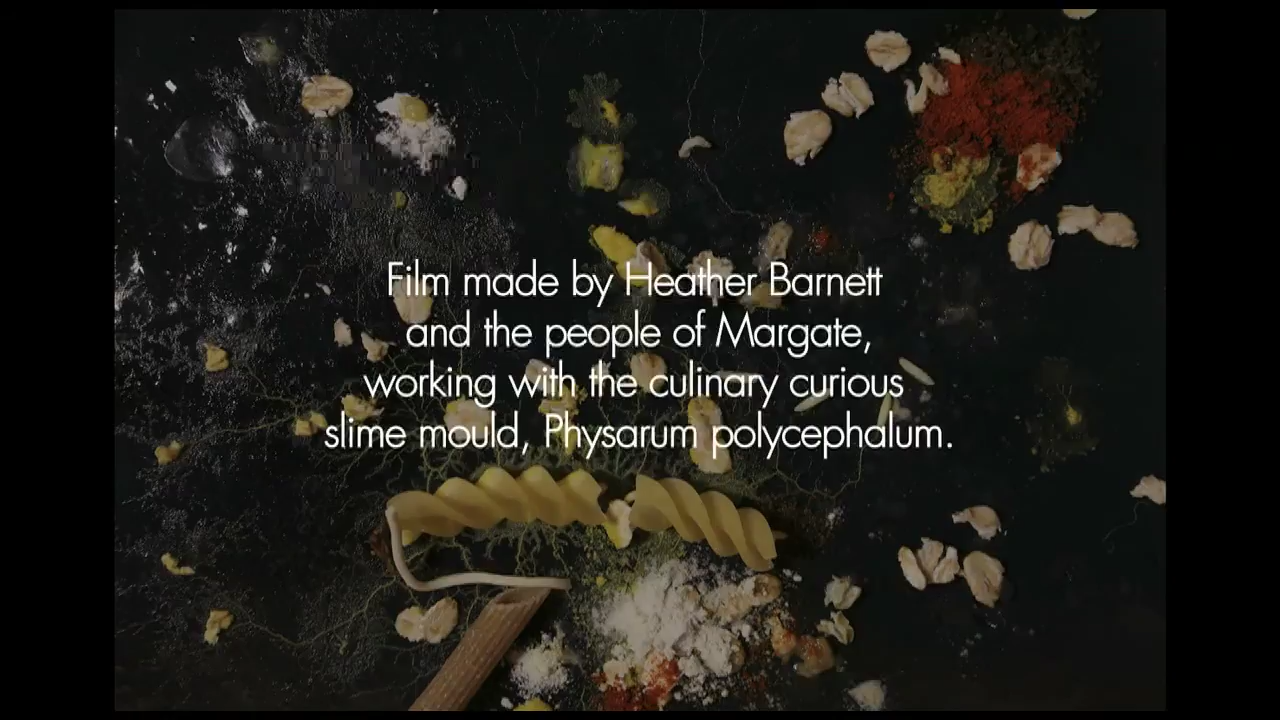 Film made by Heather Barnett
and the people of Margate,
working with the culinary curious
slime mould, Physarum polycephalum.